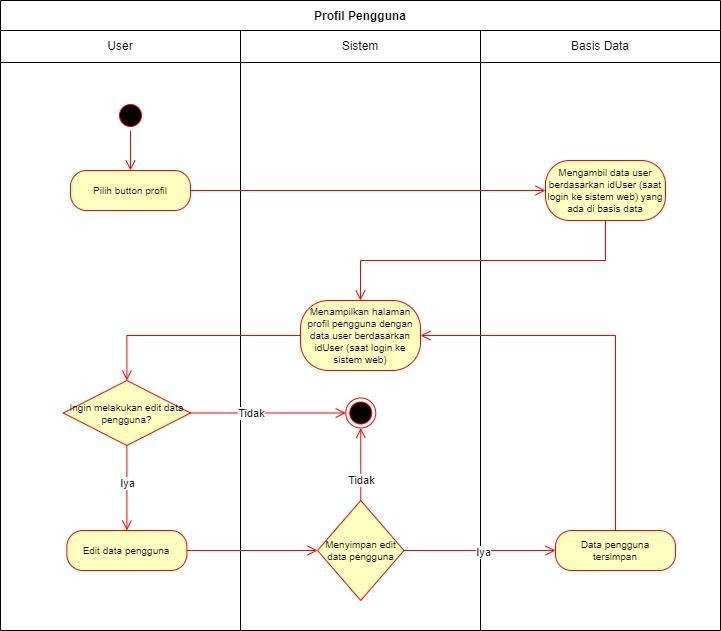 Profil Pengguna
User
Sistem
Basis Data
Pilih button profil
Mengambil data user
berdasarkan idUser (saat
login ke sistem web) yang
ada di basis data
Menampilkan halaman
profil pengguna dengan
data user berdasarkan
idUser (saat login ke
sistem web)
Ingin melakukan edit data
pengguna?
Tidak
Iya
Tidak
Edit data pengguna
Menyimpan edit
data pengguna
Iya
Data pengguna
tersimpan